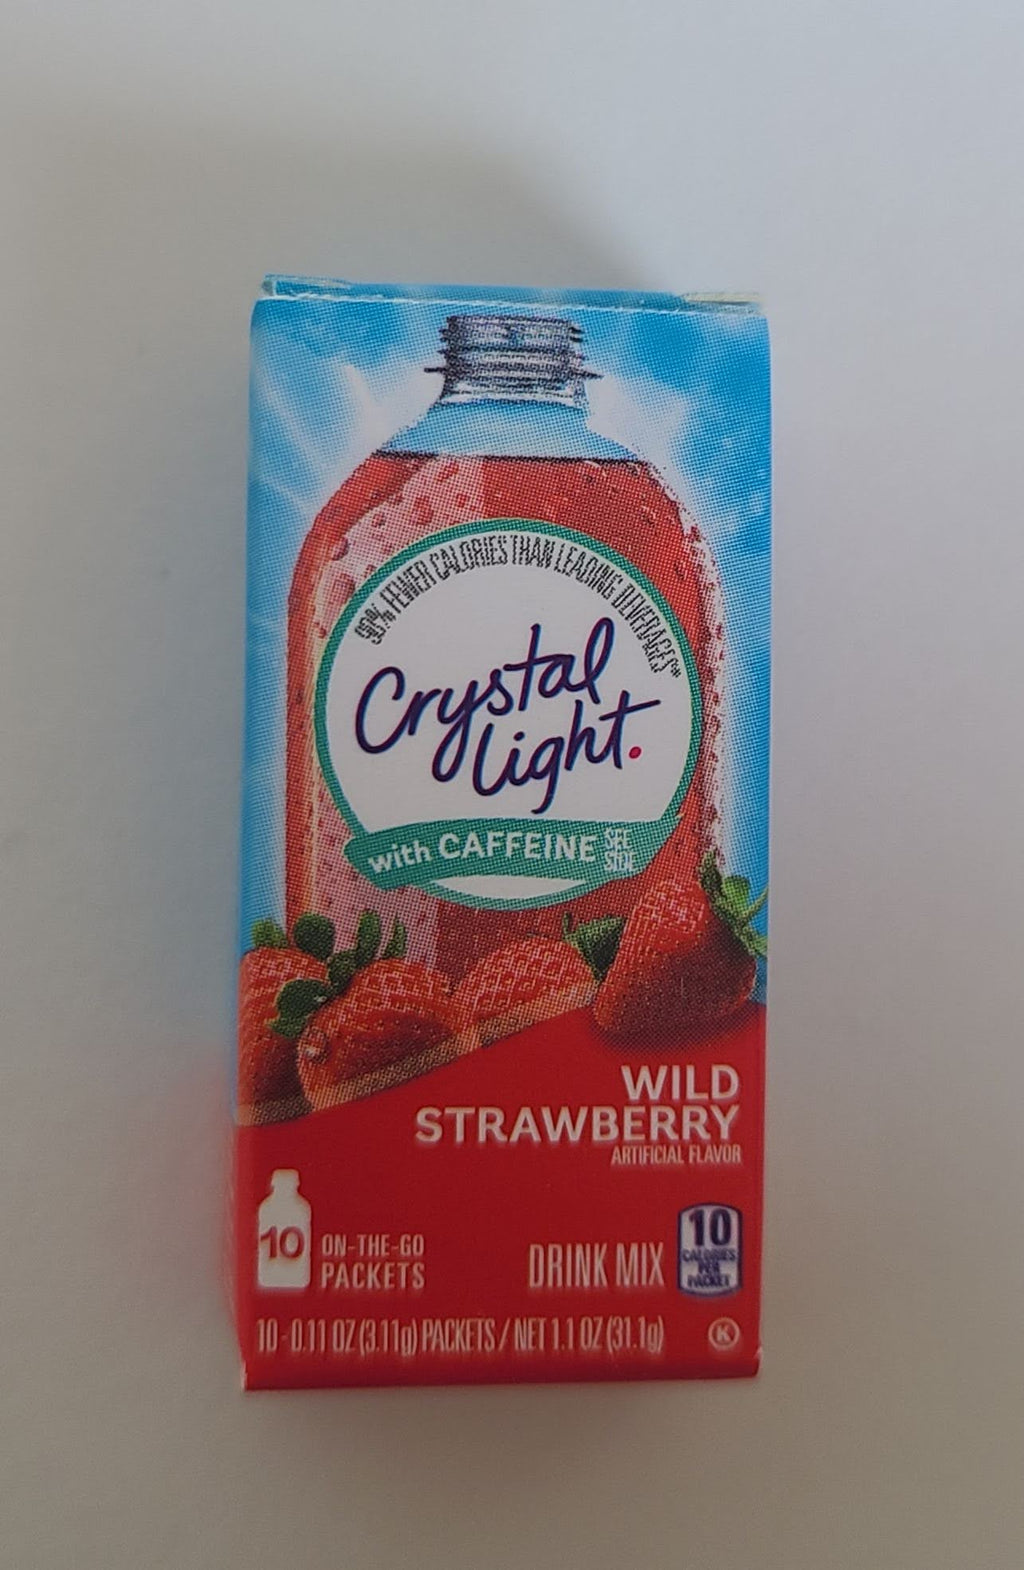 90% FEWER CALORIES THAN LEADING BEVERAGES**
Crystal
Light.
with CAFFEINE SEE
SIDE
WILD
STRAWBERRY
ARTIFICIAL FLAVOR
10 ON-THE-GO
PACKETS
DRINK MIX
10
CALORIES
PER
PACKET
10 - 0.11 OZ (3.11g) PACKETS / NET 1.1 OZ (31.1g)
K